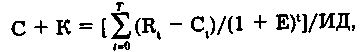 С + К = [∑_{t=0}^{T}(R_t − C_t)/(1 + E)^t]/ИД,